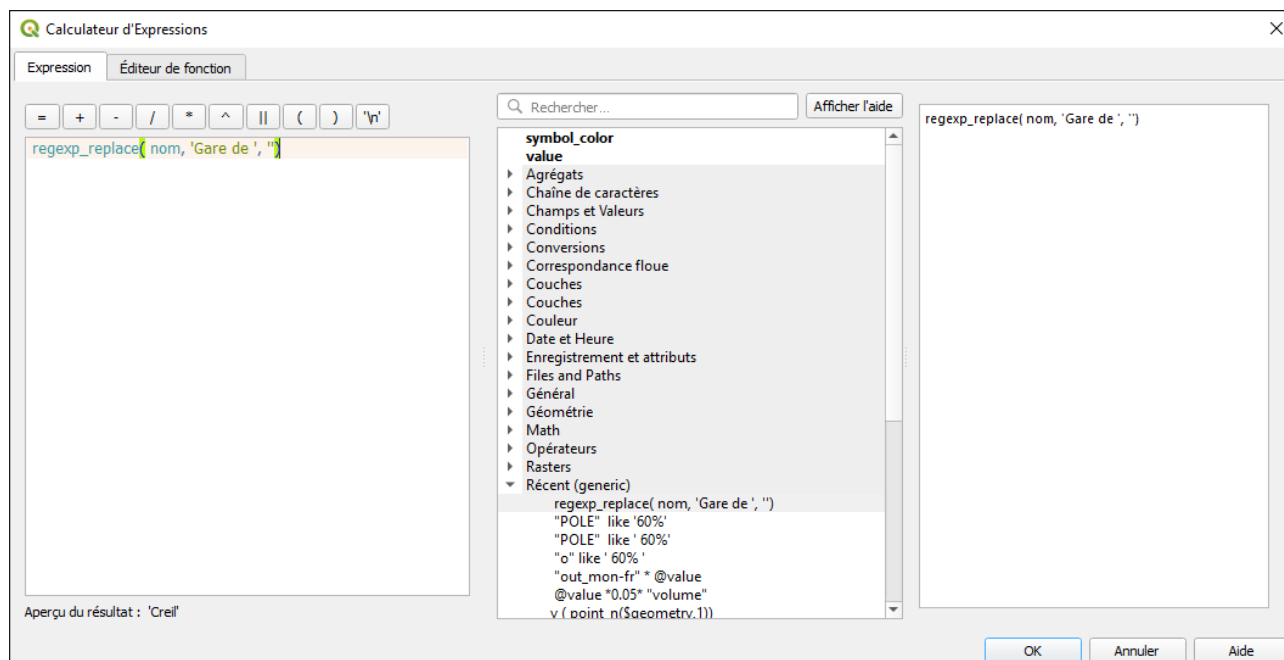 Calculateur d'Expressions
Expression
Éditeur de fonction
= + - / * ^ || ( ) '\n'
regexp_replace( nom, 'Gare de ', '')
Aperçu du résultat : 'Creil'
Rechercher...
Afficher l'aide
symbol_color
value
Agrégats
Chaîne de caractères
Champs et Valeurs
Conditions
Conversions
Correspondance floue
Couches
Couches
Couleur
Date et Heure
Enregistrement et attributs
Files and Paths
Général
Géométrie
Math
Opérateurs
Rasters
Récent (generic)
regexp_replace( nom, 'Gare de ', '')
"POLE" like '60%'
"POLE" like ' 60%'
"o" like ' 60% '
"out_mon-fr" * @value
@value *0.05* "volume"
y ( point_n($geometry,1))
regexp_replace( nom, 'Gare de ', '')
OK
Annuler
Aide